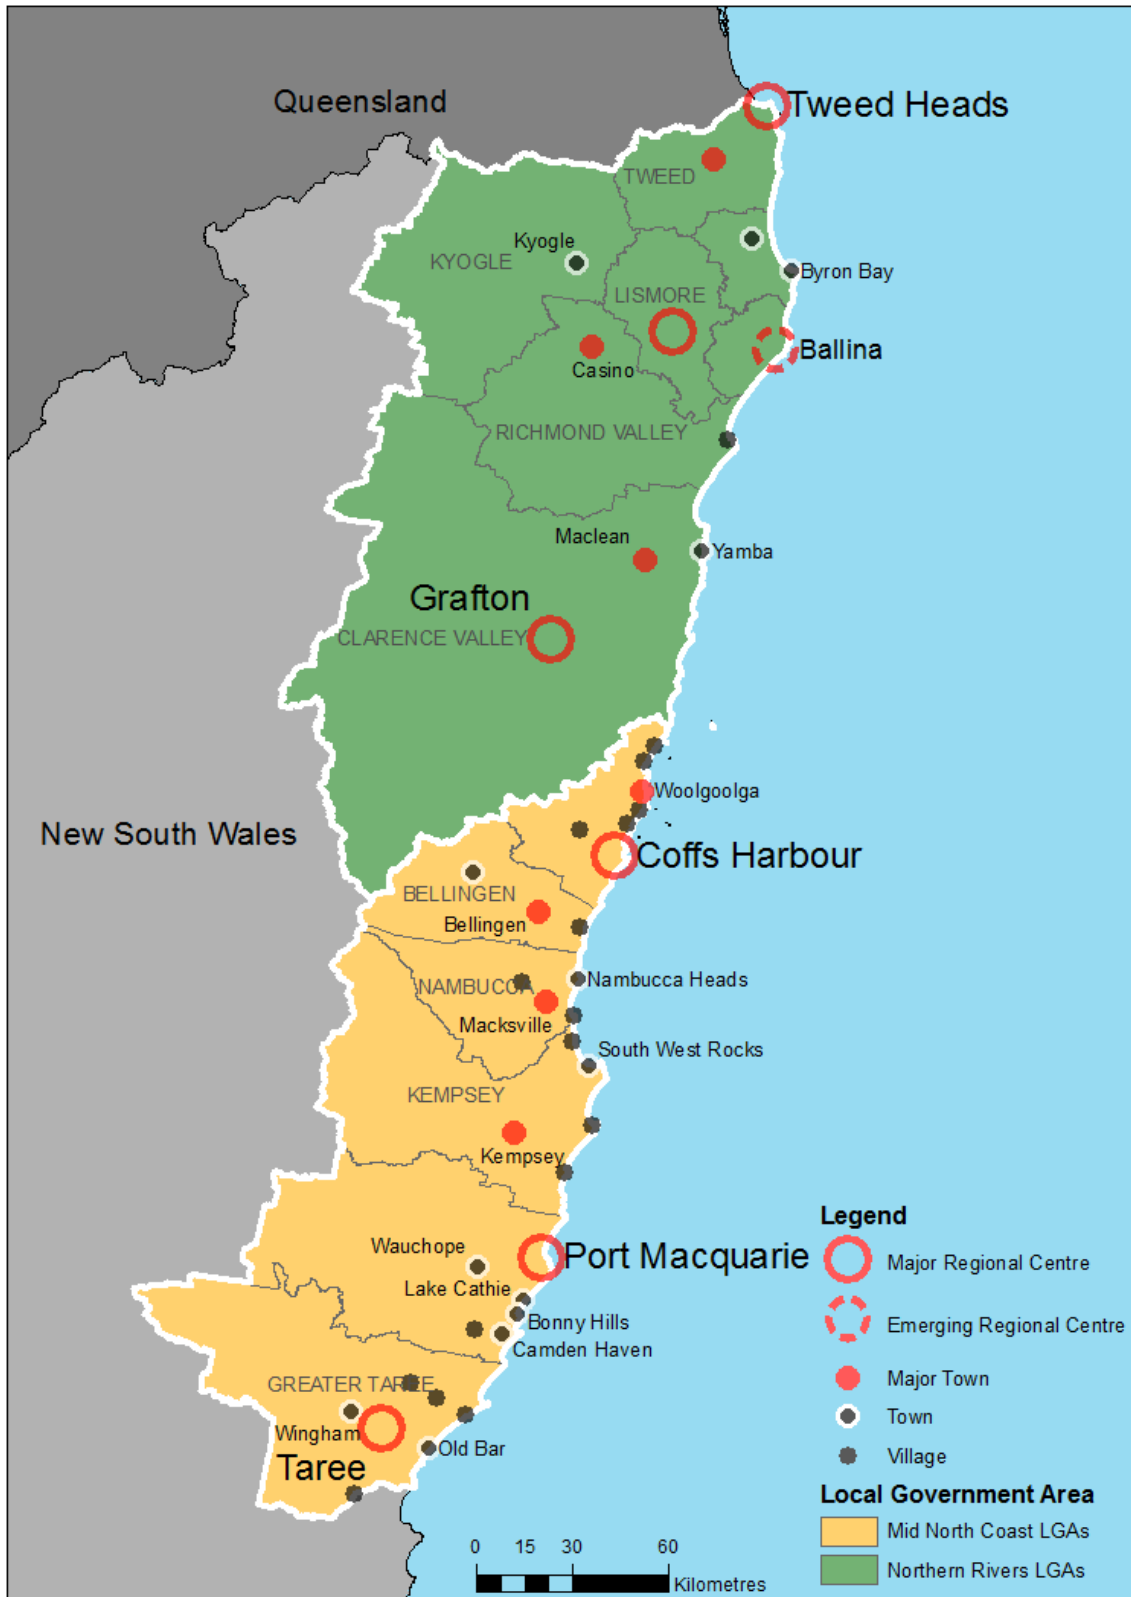 Queensland
Tweed Heads
TWEED
Kyogle
KYOGLE
Byron Bay
LISMORE
Ballina
Casino
RICHMOND VALLEY
Maclean
Yamba
Grafton
CLARENCE VALLEY
Woolgoolga
New South Wales
Coffs Harbour
BELLINGEN
Bellingen
Nambucca Heads
NAMBUCCA
Macksville
South West Rocks
KEMPSEY
Kempsey
Wauchope
Port Macquarie
Lake Cathie
Bonny Hills
Camden Haven
GREATER TAREE
Wingham
Old Bar
Taree
Legend
Major Regional Centre
Emerging Regional Centre
Major Town
Town
Village
Local Government Area
Mid North Coast LGAs
Northern Rivers LGAs
0 15 30 60
Kilometres